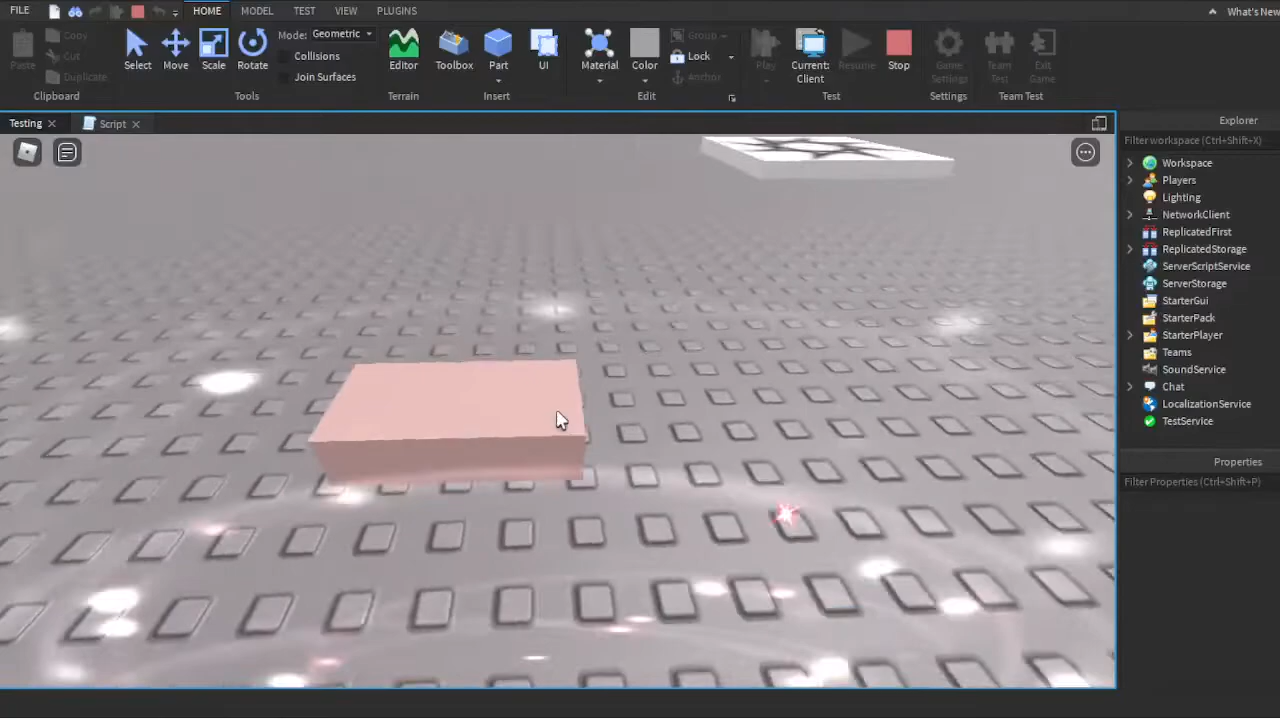 FILE HOME MODEL TEST VIEW PLUGINS What's New
Paste Copy Cut Duplicate Select Move Scale Rotate Mode: Geometric Collisions Join Surfaces Editor Toolbox Part UI Material Color Group Lock Anchor Play Current: Client Resume Stop Game Settings Team Test Exit Game
Clipboard Tools Terrain Insert Edit Test Settings Team Test
Testing Script Explorer
Filter workspace (Ctrl+Shift+X)
Workspace
Players
Lighting
NetworkClient
ReplicatedFirst
ReplicatedStorage
ServerScriptService
ServerStorage
StarterGui
StarterPack
StarterPlayer
Teams
SoundService
Chat
LocalizationService
TestService
Properties
Filter Properties (Ctrl+Shift+P)